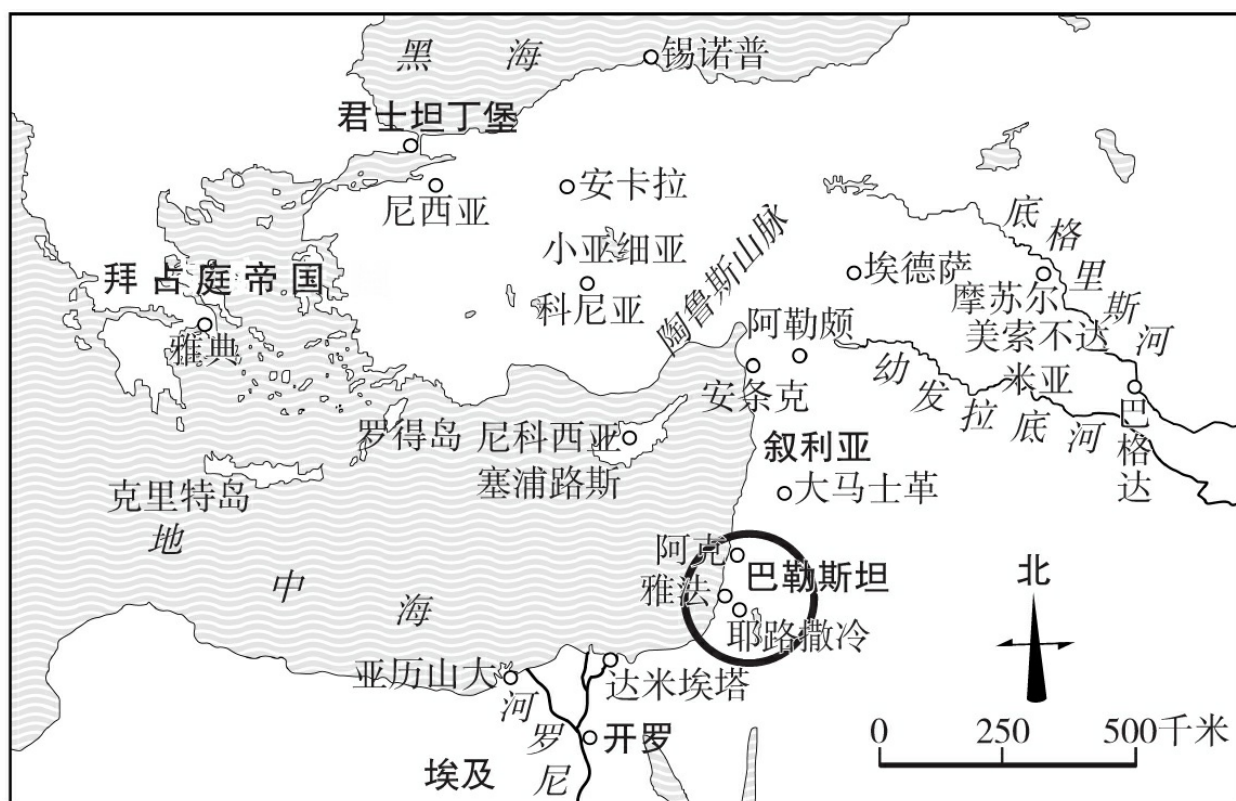 黑海
锡诺普
君士坦丁堡
尼西亚
安卡拉
小亚细亚
科尼亚
陶鲁斯山脉
底格里斯河
埃德萨
摩苏尔
美索不达
米亚
拜占庭帝国
雅典
阿勒颇
安条克
幼发拉底河
巴格达
罗得岛
尼科西亚
塞浦路斯
叙利亚
克里特岛
大马士革
地中海
阿克
巴勒斯坦
雅法
耶路撒冷
北
亚历山大
达米埃塔
河罗尼
开罗
埃及
0 250 500千米